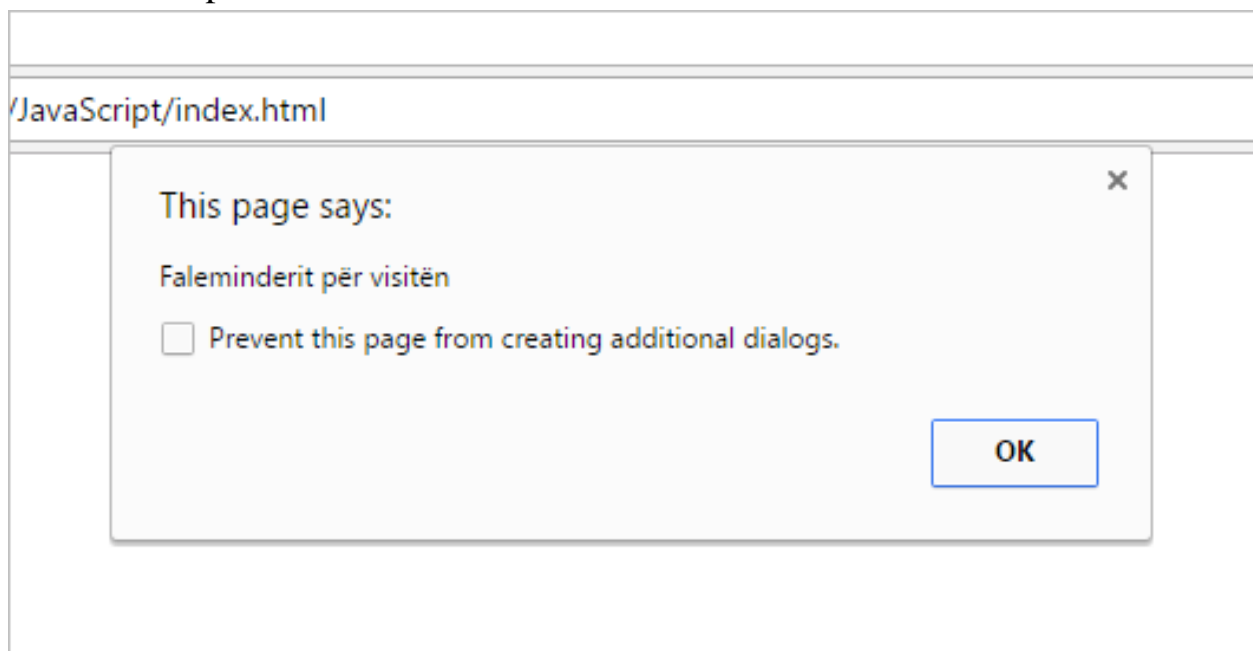 /JavaScript/index.html
This page says:
Faleminderit për visitën
Prevent this page from creating additional dialogs.
OK